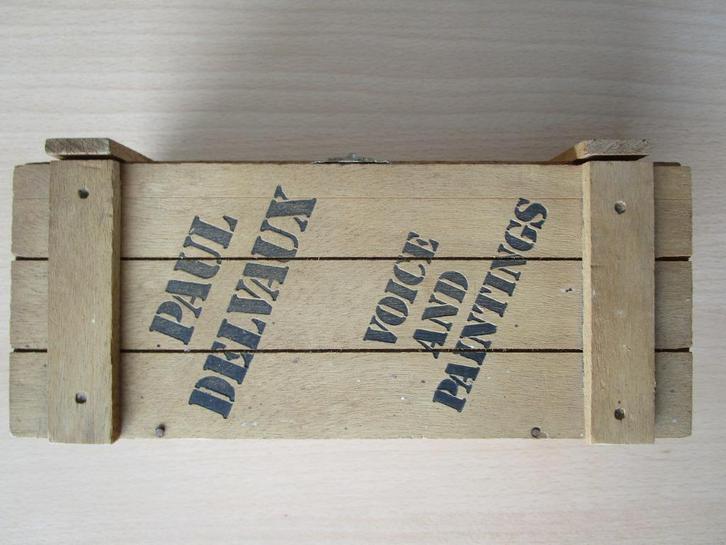 PAUL
DELVAUX
VOICE
AND
PAINTINGS